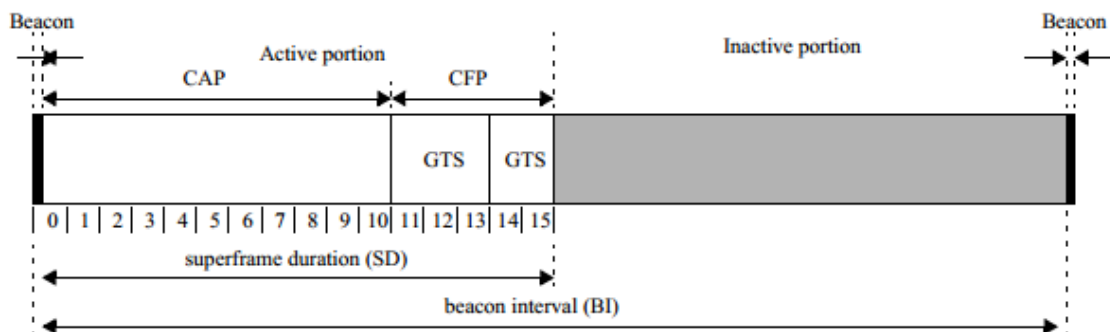 Beacon Beacon
Active portion Inactive portion
CAP CFP
GTS GTS
0 1 2 3 4 5 6 7 8 9 10 11 12 13 14 15
superframe duration (SD)
beacon interval (BI)